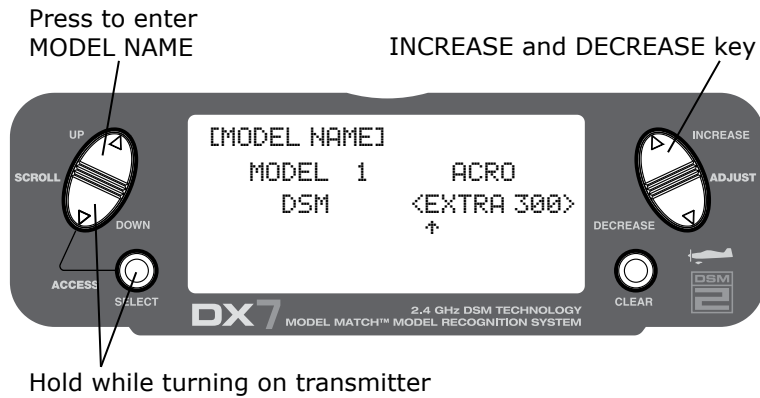 Press to enter
MODEL NAME
INCREASE and DECREASE key
UP
SCROLL
DOWN
ACCESS
SELECT
[MODEL NAME]
MODEL 1 ACRO
DSM <EXTRA 300>
↑
INCREASE
ADJUST
DECREASE
CLEAR
DSM
2
DX7
2.4 GHz DSM TECHNOLOGY
MODEL MATCH™ MODEL RECOGNITION SYSTEM
Hold while turning on transmitter